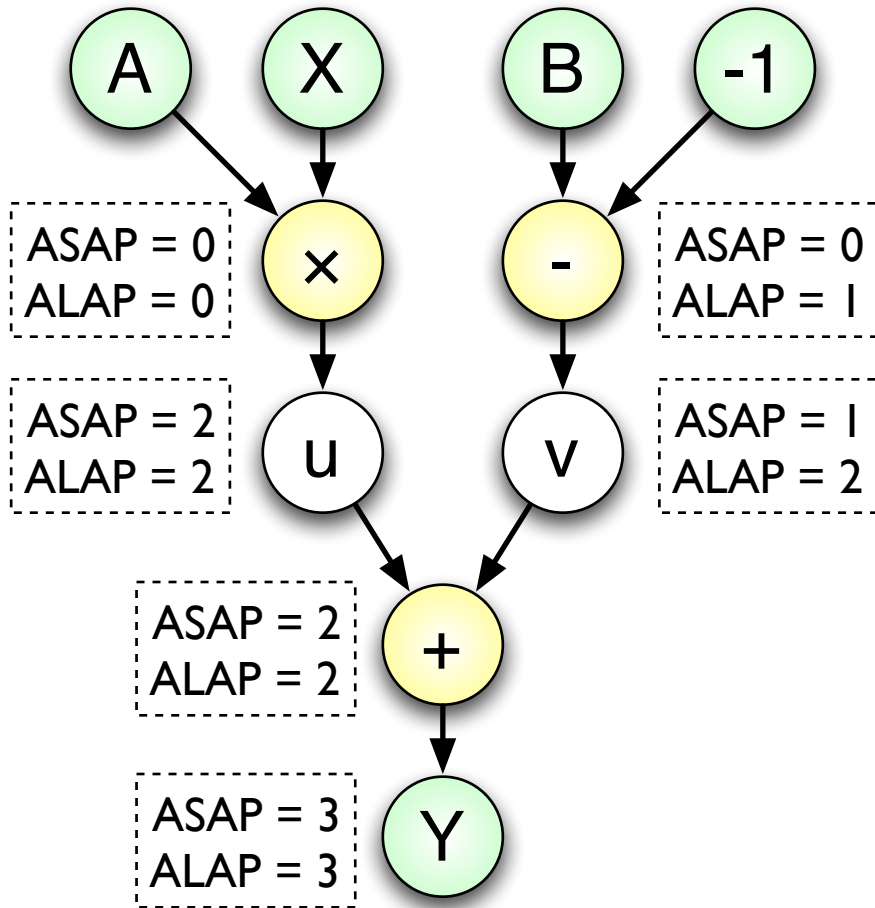 A X B -1
ASAP = 0
ALAP = 0
×
-
ASAP = 0
ALAP = 1
ASAP = 2
ALAP = 2
u
v
ASAP = 1
ALAP = 2
ASAP = 2
ALAP = 2
+
ASAP = 3
ALAP = 3
Y